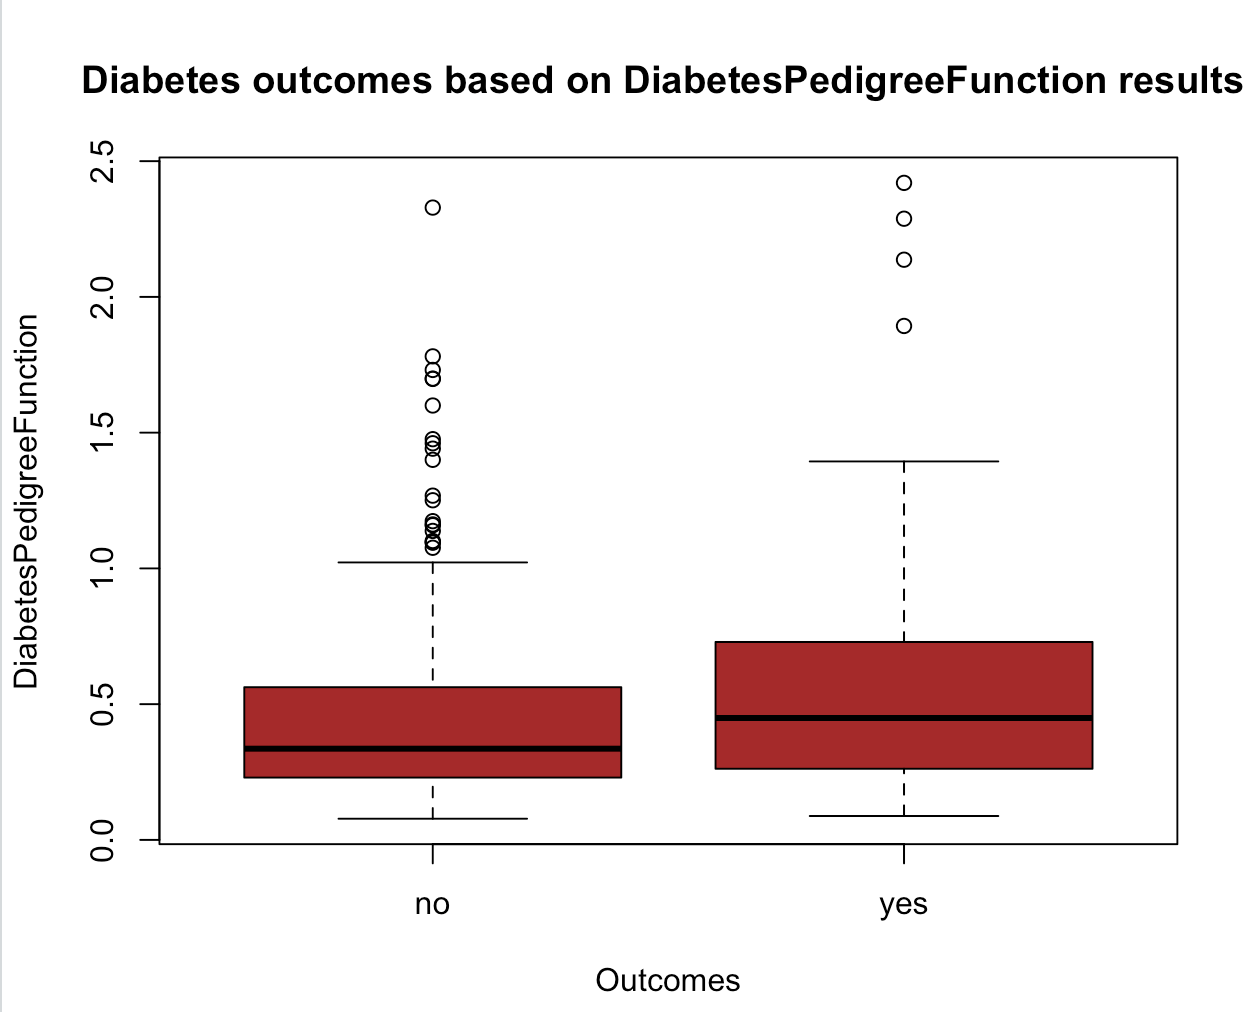 Diabetes outcomes based on DiabetesPedigreeFunction results
DiabetesPedigreeFunction
2.5
2.0
1.5
1.0
0.5
0.0
no yes
Outcomes